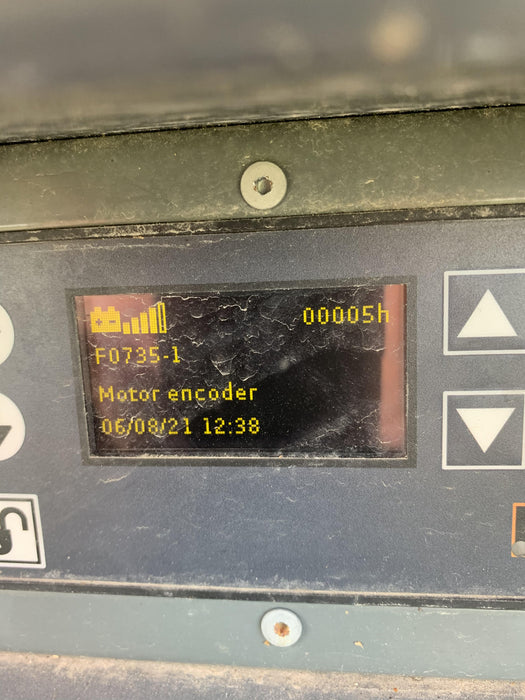 00005h
F0735-1
Motor encoder
06/08/21 12:38